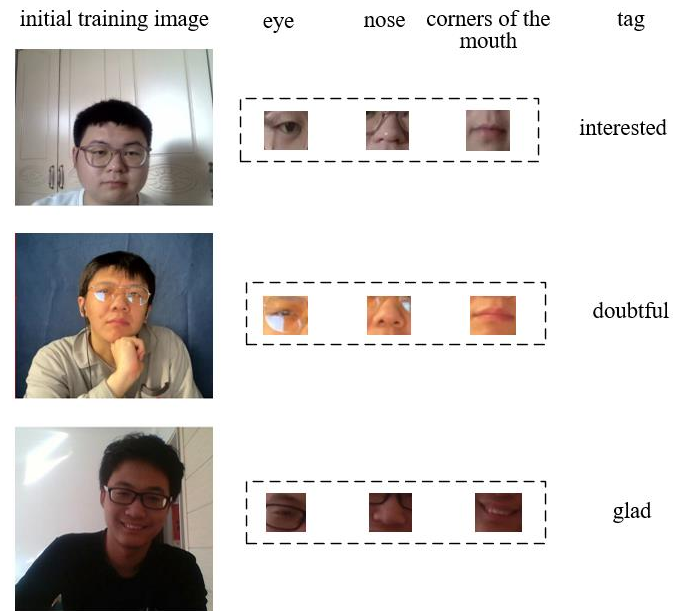 initial training image eye nose corners of the
mouth tag
interested
doubtful
glad